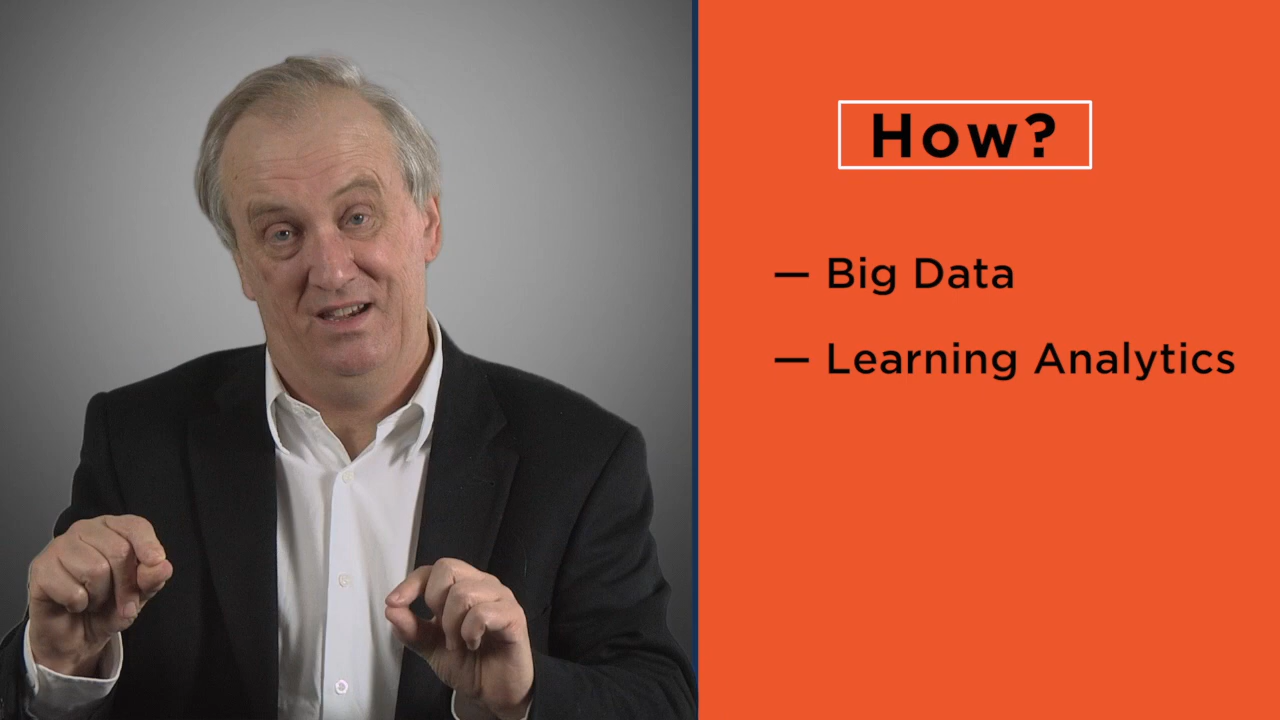 How?
— Big Data
— Learning Analytics